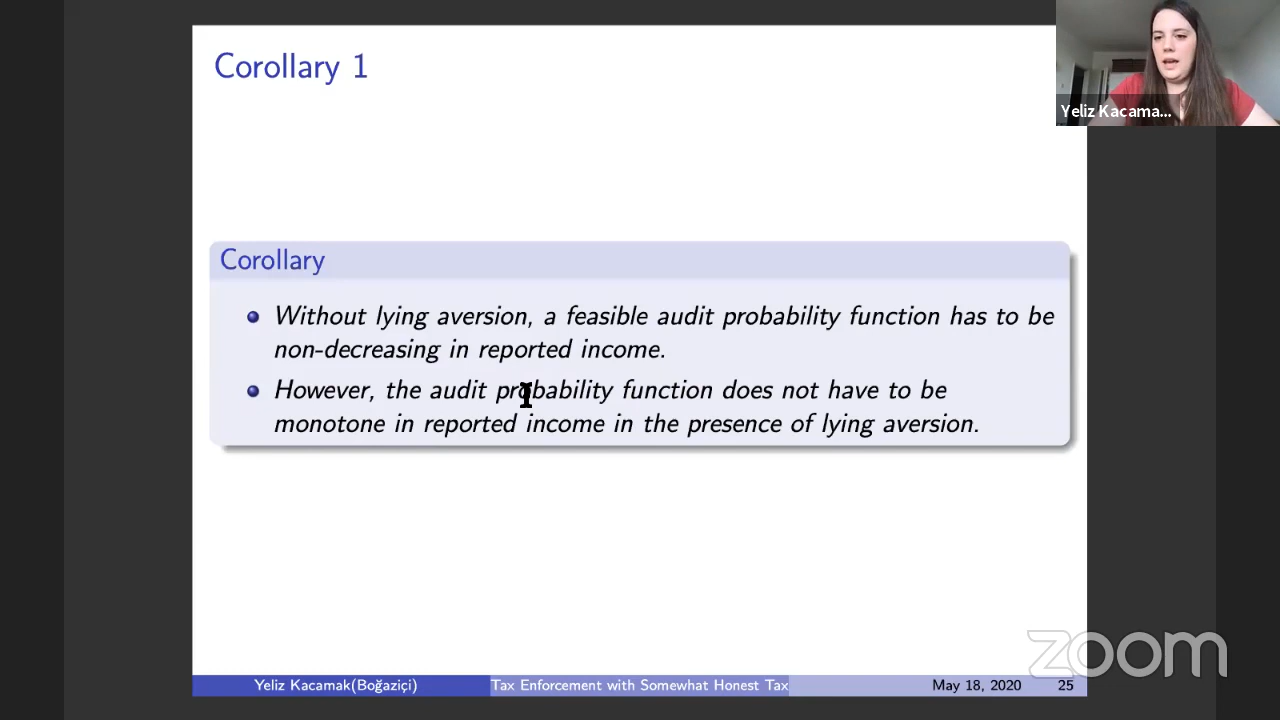 Corollary 1
Yeliz Kacama...
Corollary
Without lying aversion, a feasible audit probability function has to be
non-decreasing in reported income.
However, the audit probability function does not have to be
monotone in reported income in the presence of lying aversion.
zoom
Yeliz Kacamak(Boğaziçi) Tax Enforcement with Somewhat Honest Tax May 18, 2020 25